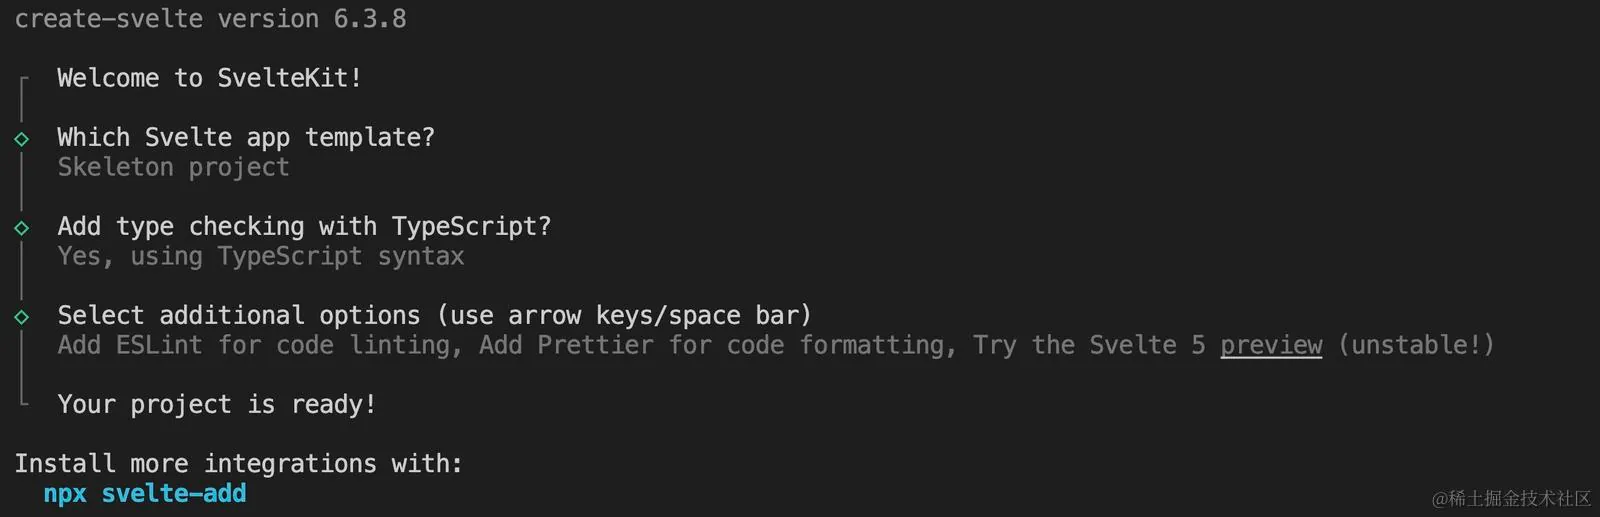 create-svelte version 6.3.8
Welcome to SvelteKit!
Which Svelte app template?
Skeleton project
Add type checking with TypeScript?
Yes, using TypeScript syntax
Select additional options (use arrow keys/space bar)
Add ESLint for code linting, Add Prettier for code formatting, Try the Svelte 5 preview (unstable!)
Your project is ready!
Install more integrations with:
npx svelte-add
@稀土掘金技术社区